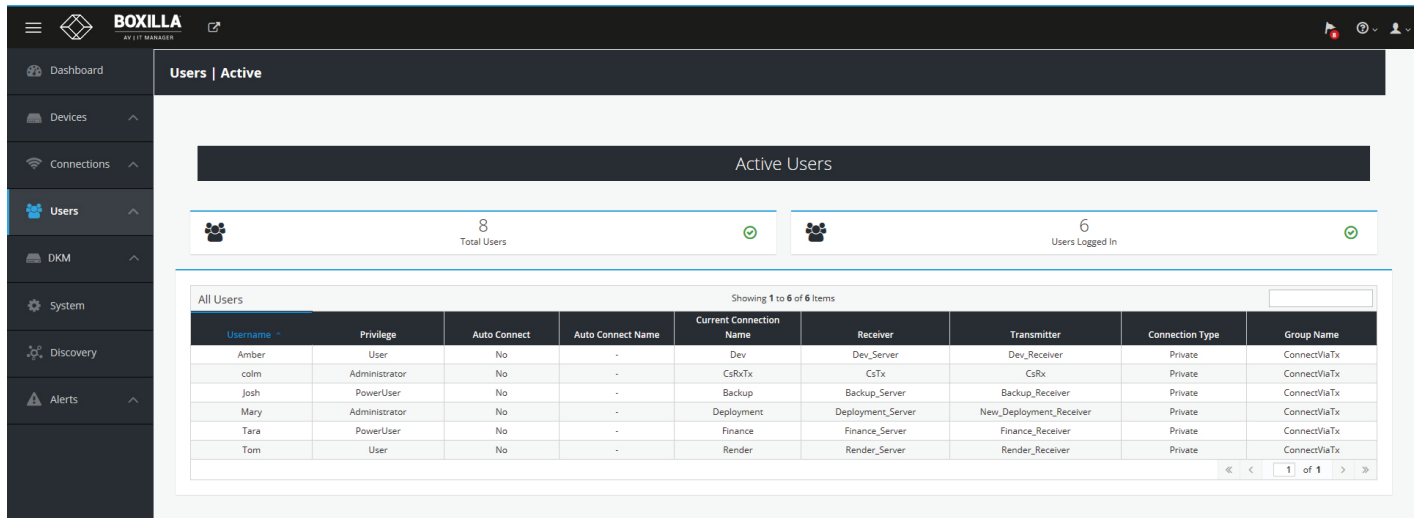 BOXILLA
AV | IT MANAGER
8
Dashboard
Devices
Connections
Users
DKM
System
Discovery
Alerts
Users | Active
Active Users
8
Total Users
6
Users Logged In
All Users
Showing 1 to 6 of 6 Items
Username Privilege Auto Connect Auto Connect Name Current Connection Name Receiver Transmitter Connection Type Group Name
Amber User No - Dev Dev_Server Dev_Receiver Private ConnectViaTx
colm Administrator No - CsRxTx CsTx CsRx Private ConnectViaTx
Josh PowerUser No - Backup Backup_Server Backup_Receiver Private ConnectViaTx
Mary Administrator No - Deployment Deployment_Server New_Deployment_Receiver Private ConnectViaTx
Tara PowerUser No - Finance Finance_Server Finance_Receiver Private ConnectViaTx
Tom User No - Render Render_Server Render_Receiver Private ConnectViaTx
1 of 1